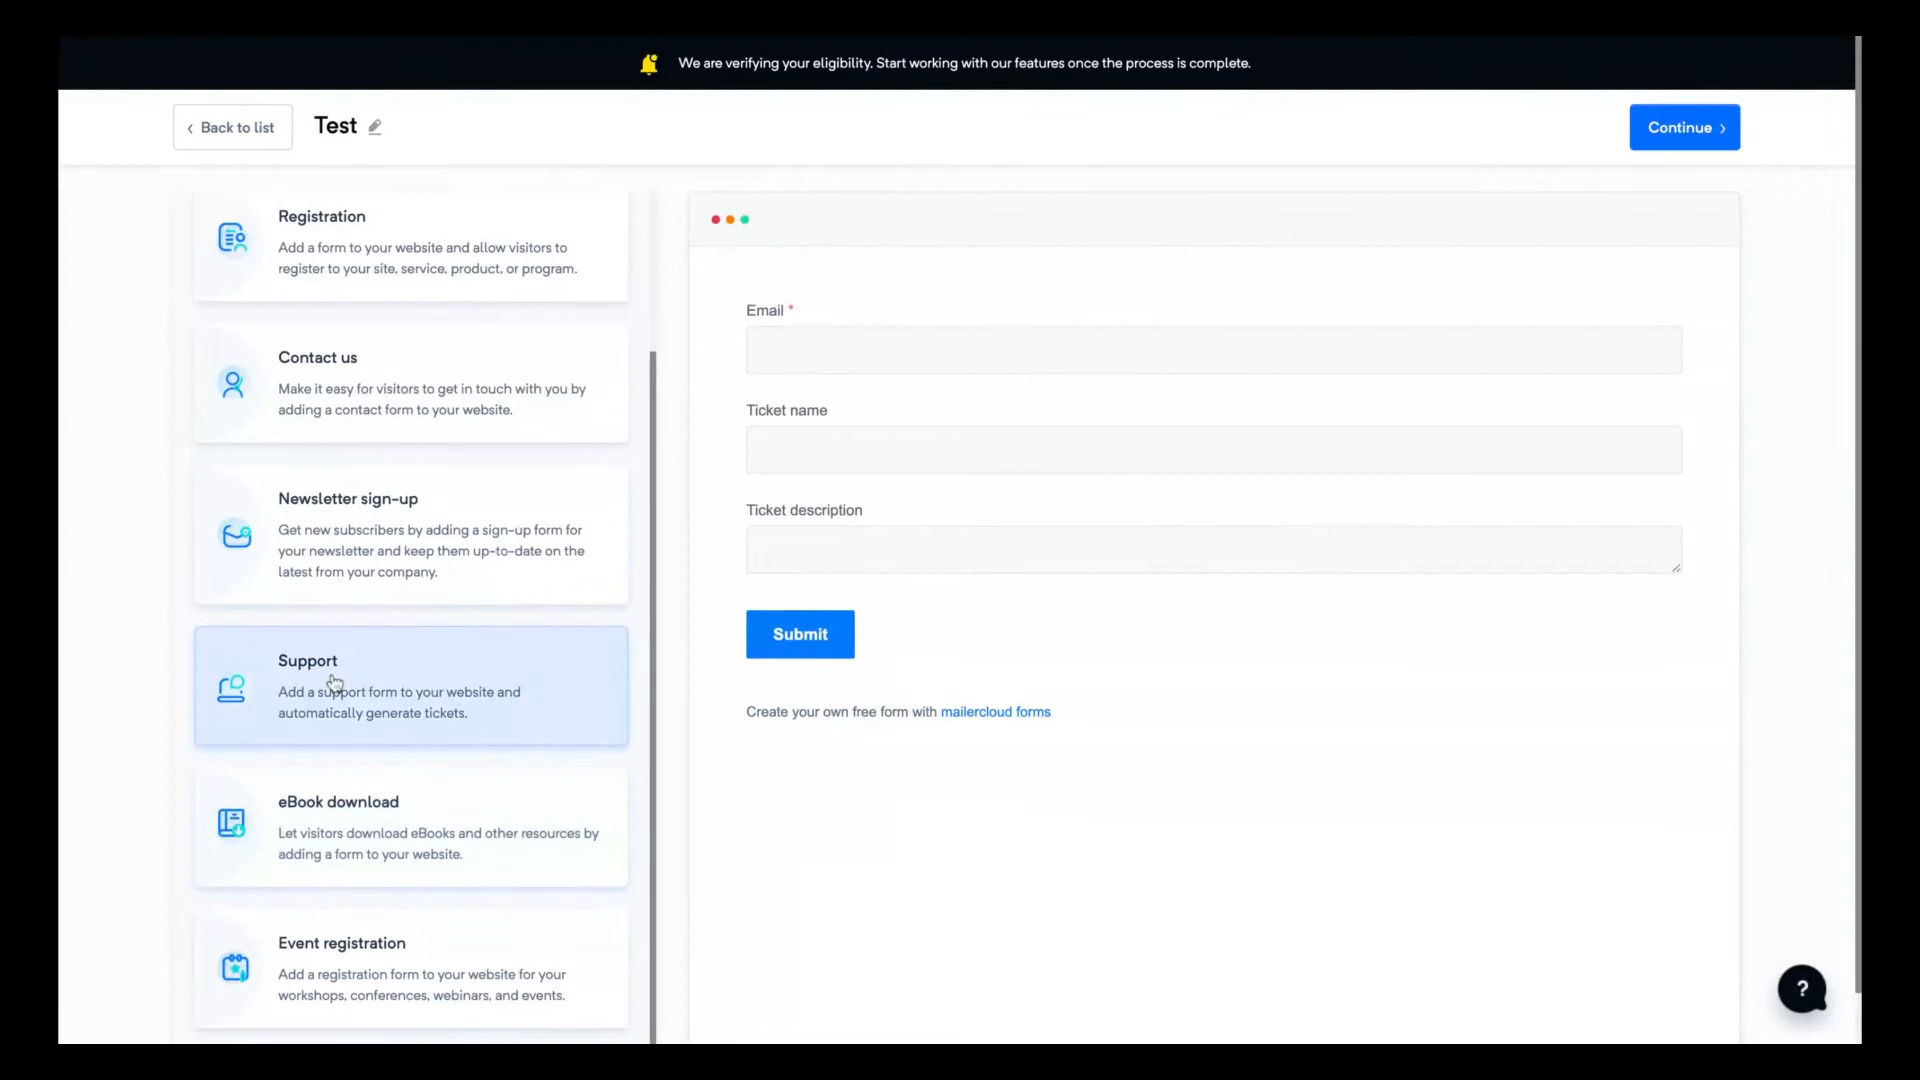 We are verifying your eligibility. Start working with our features once the process is complete.
Back to list
Test
Continue
Registration
Add a form to your website and allow visitors to
register to your site, service, product, or program.
Contact us
Make it easy for visitors to get in touch with you by
adding a contact form to your website.
Newsletter sign-up
Get new subscribers by adding a sign-up form for
your newsletter and keep them up-to-date on the
latest from your company.
Support
Add a support form to your website and
automatically generate tickets.
eBook download
Let visitors download eBooks and other resources by
adding a form to your website.
Event registration
Add a registration form to your website for your
workshops, conferences, webinars, and events.
Email *
Ticket name
Ticket description
Submit
Create your own free form with mailercloud forms
?